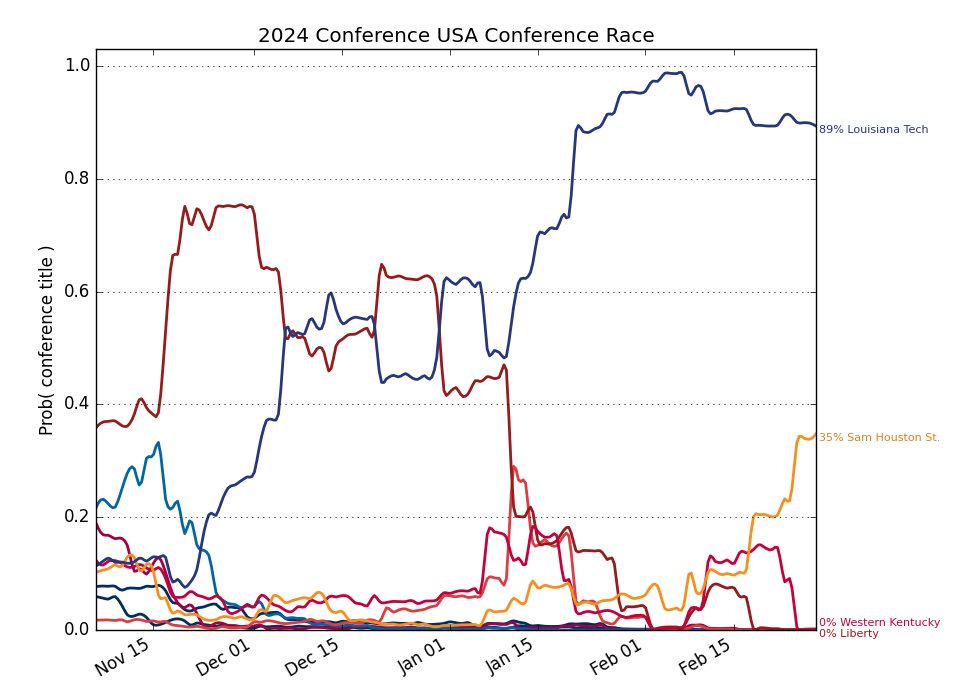 2024 Conference USA Conference Race
Prob( conference title )
1.0
0.8
0.6
0.4
0.2
0.0
Nov 15
Dec 01
Dec 15
Jan 01
Jan 15
Feb 01
Feb 15
89% Louisiana Tech
35% Sam Houston St.
0% Western Kentucky
0% Liberty